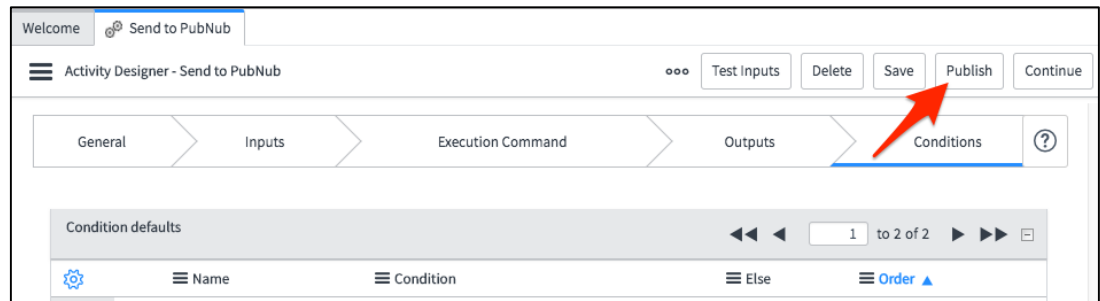 Welcome Send to PubNub
Activity Designer - Send to PubNub Test Inputs Delete Save Publish Continue
General Inputs Execution Command Outputs Conditions ?
Condition defaults 1 to 2 of 2
Name Condition Else Order